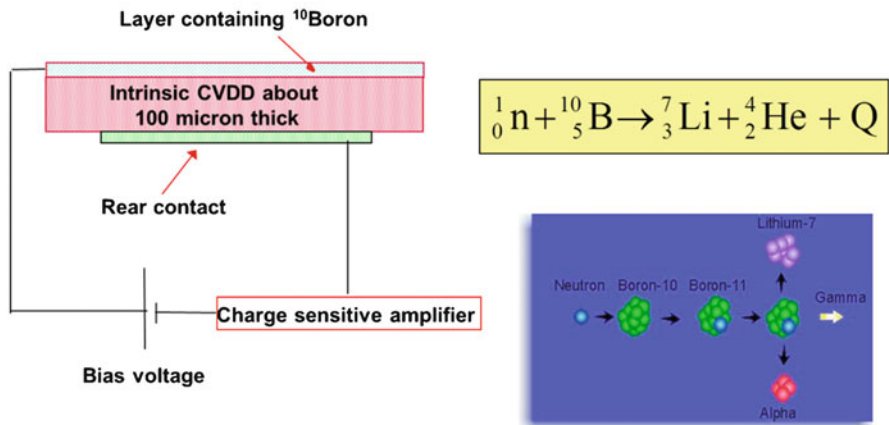 Layer containing ¹⁰Boron
Intrinsic CVDD about
100 micron thick
Rear contact
Charge sensitive amplifier
Bias voltage
¹₀n+¹⁰₅B→⁷₃Li+⁴₂He + Q
Lithium-7
Neutron Boron-10 Boron-11
Gamma
Alpha